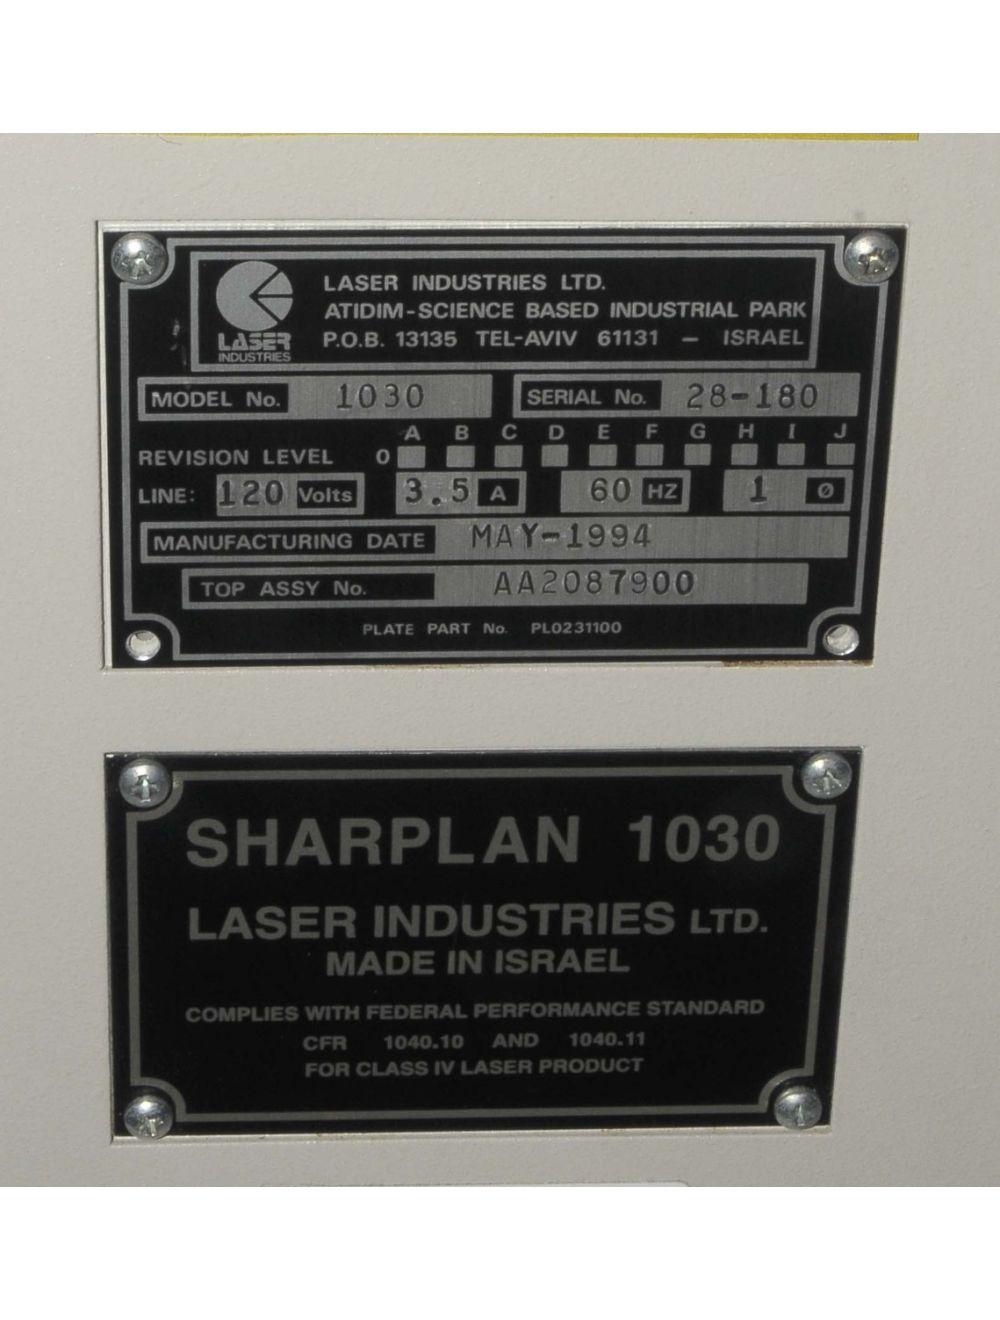 LASER INDUSTRIES LTD.
ATIDIM-SCIENCE BASED INDUSTRIAL PARK
P.O.B. 13135 TEL-AVIV 61131 – ISRAEL
LASER
INDUSTRIES
MODEL No. 1030 SERIAL No. 28-180
A B C D E F G H I J
REVISION LEVEL 0
LINE: 120 Volts 3.5 A 60 HZ 1 Ø
MANUFACTURING DATE MAY-1994
TOP ASSY No. AA2087900
PLATE PART No. PL0231100
SHARPLAN 1030
LASER INDUSTRIES LTD.
MADE IN ISRAEL
COMPLIES WITH FEDERAL PERFORMANCE STANDARD
CFR 1040.10 AND 1040.11
FOR CLASS IV LASER PRODUCT